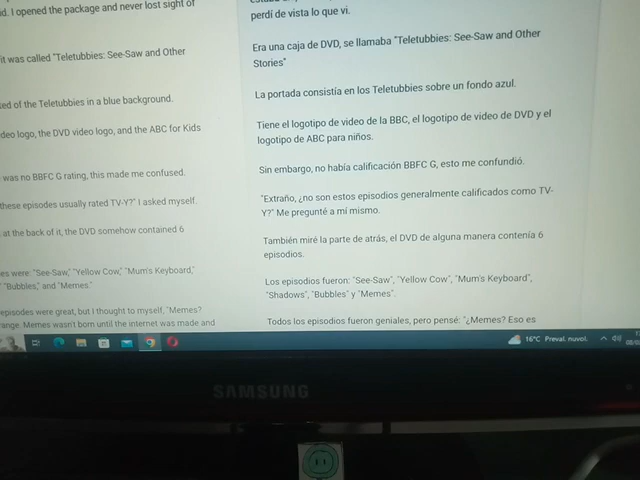 id. I opened the package and never lost sight of
it was called "Teletubbies: See-Saw and Other
sed of the Teletubbies in a blue background.
deo logo, the DVD video logo, and the ABC for Kids
was no BBFC G rating, this made me confused.
these episodes usually rated TV-Y?" I asked myself.
at the back of it, the DVD somehow contained 6
es were: "See-Saw," "Yellow Cow," "Mum's Keyboard,"
"Bubbles," and "Memes."
episodes were great, but I thought to myself, "Memes?
range. Memes wasn't born until the internet was made and
perdí de vista lo que vi.
Era una caja de DVD, se llamaba "Teletubbies: See-Saw and Other
Stories"
La portada consistía en los Teletubbies sobre un fondo azul.
Tiene el logotipo de video de la BBC, el logotipo de video de DVD y el
logotipo de ABC para niños.
Sin embargo, no había calificación BBFC G, esto me confundió.
"Extraño, ¿no son estos episodios generalmente calificados como TV-
Y?" Me pregunté a mí mismo.
También miré la parte de atrás, el DVD de alguna manera contenía 6
episodios.
Los episodios fueron: "See-Saw", "Yellow Cow", "Mum's Keyboard",
"Shadows", "Bubbles" y "Memes".
Todos los episodios fueron geniales, pero pensé: "¿Memes? Eso es
16°C Preval. nuvol.
SAMSUNG